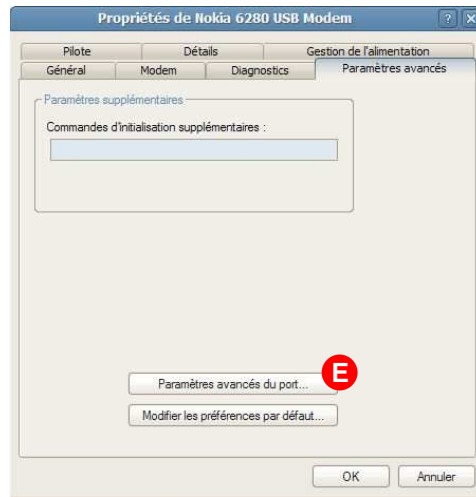 Propriétés de Nokia 6280 USB Modem
Pilote Détails Gestion de l'alimentation
Général Modem Diagnostics Paramètres avancés
Paramètres supplémentaires
Commandes d'initialisation supplémentaires :
Paramètres avancés du port...
E
Modifier les préférences par défaut...
OK Annuler